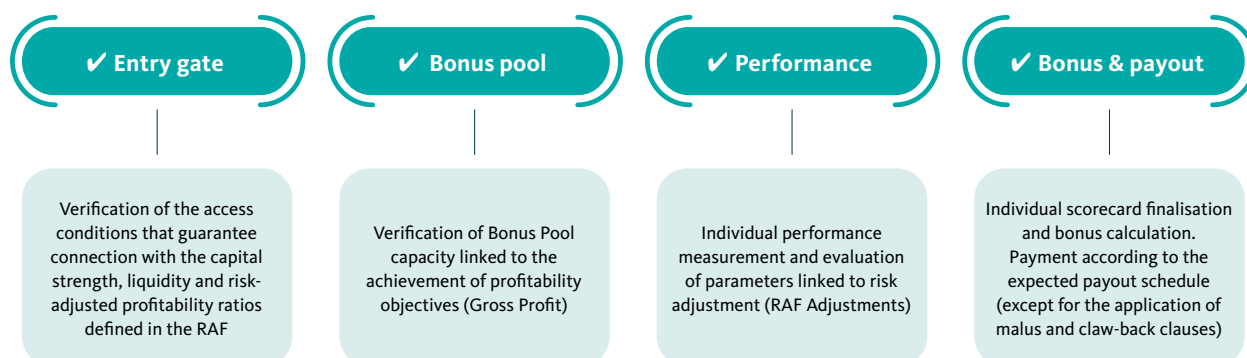 ✔ Entry gate
Verification of the access
conditions that guarantee
connection with the capital
strength, liquidity and risk-
adjusted profitability ratios
defined in the RAF
✔ Bonus pool
Verification of Bonus Pool
capacity linked to the
achievement of profitability
objectives (Gross Profit)
✔ Performance
Individual performance
measurement and evaluation
of parameters linked to risk
adjustment (RAF Adjustments)
✔ Bonus & payout
Individual scorecard finalisation
and bonus calculation.
Payment according to the
expected payout schedule
(except for the application of
malus and claw-back clauses)